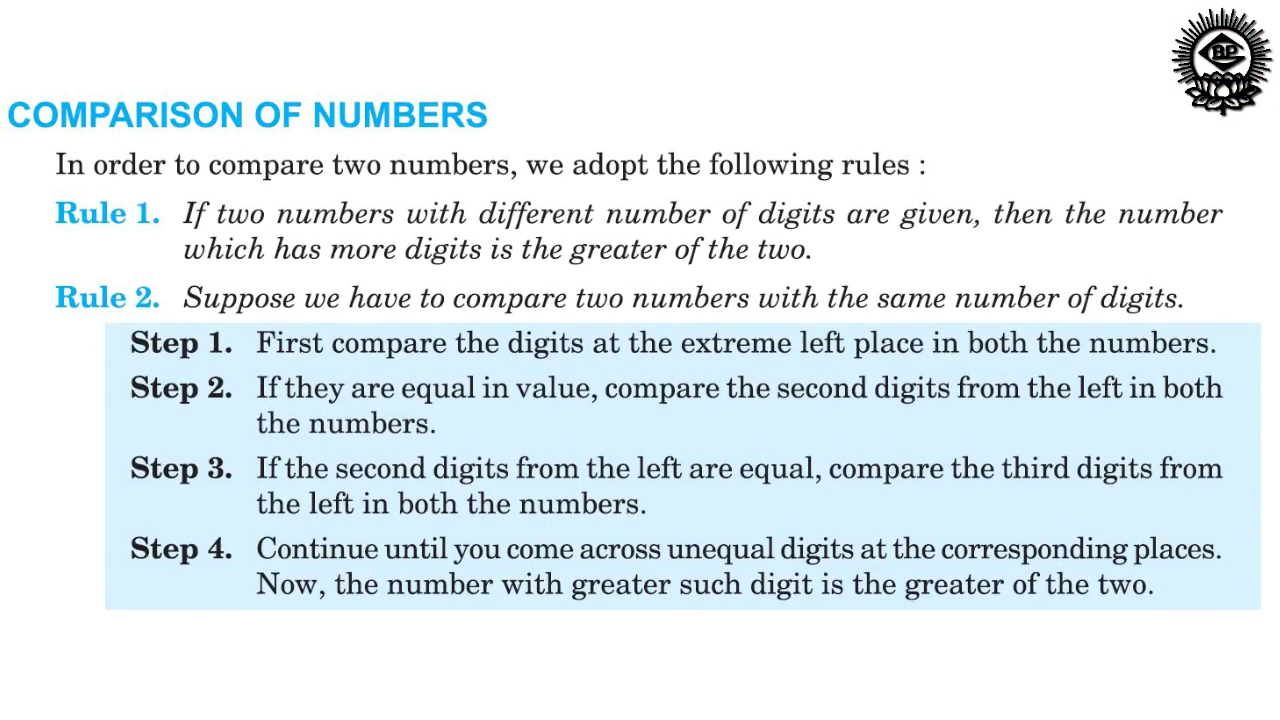 BP
COMPARISON OF NUMBERS
In order to compare two numbers, we adopt the following rules :
Rule 1. If two numbers with different number of digits are given, then the number
which has more digits is the greater of the two.
Rule 2. Suppose we have to compare two numbers with the same number of digits.
Step 1. First compare the digits at the extreme left place in both the numbers.
Step 2. If they are equal in value, compare the second digits from the left in both
the numbers.
Step 3. If the second digits from the left are equal, compare the third digits from
the left in both the numbers.
Step 4. Continue until you come across unequal digits at the corresponding places.
Now, the number with greater such digit is the greater of the two.